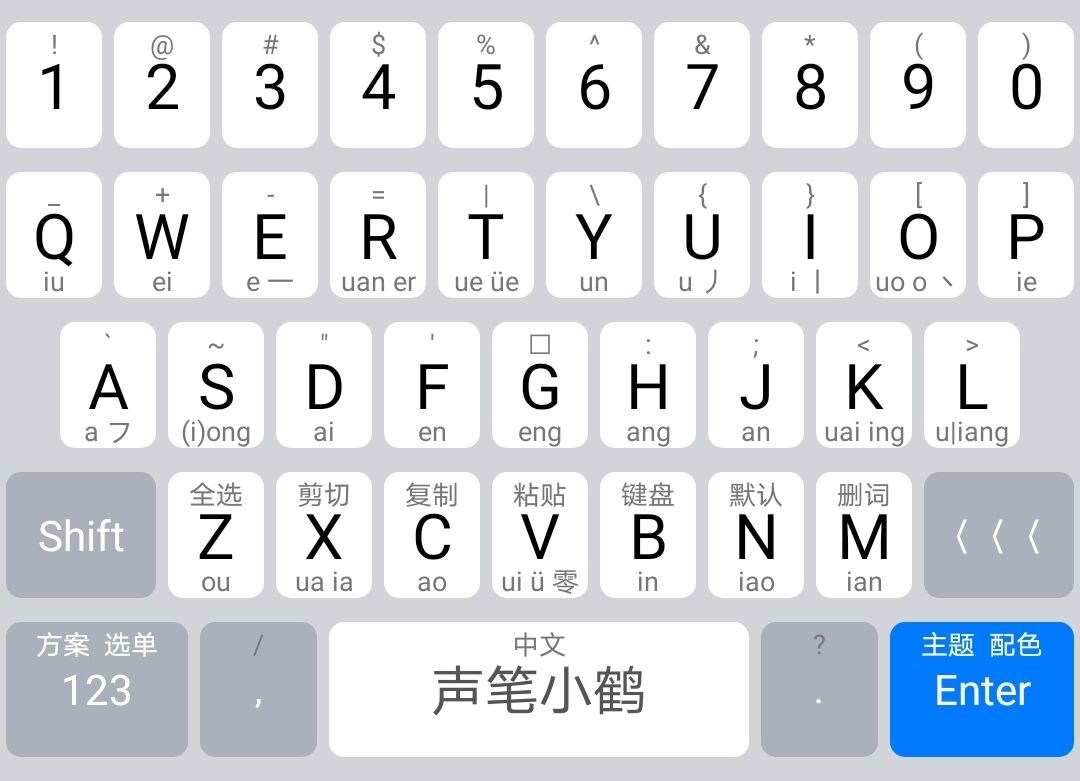 ! @ # $ % ^ & * ( )
1 2 3 4 5 6 7 8 9 0
_ + - = | \ { } [ ]
Q W E R T Y U I O P
iu ei e 一 uan er ue üe un u 丿 i 丨 uo o 丶 ie
` ~ " ' □ : ; < >
A S D F G H J K L
a フ (i)ong ai en eng ang an uai ing u|iang
全选 剪切 复制 粘贴 键盘 默认 删词
Shift Z X C V B N M 〈〈〈
ou ua ia ao ui ü 零 in iao ian
方案 选单 / 中文 ? 主题 配色
123 , 声笔小鹤 . Enter